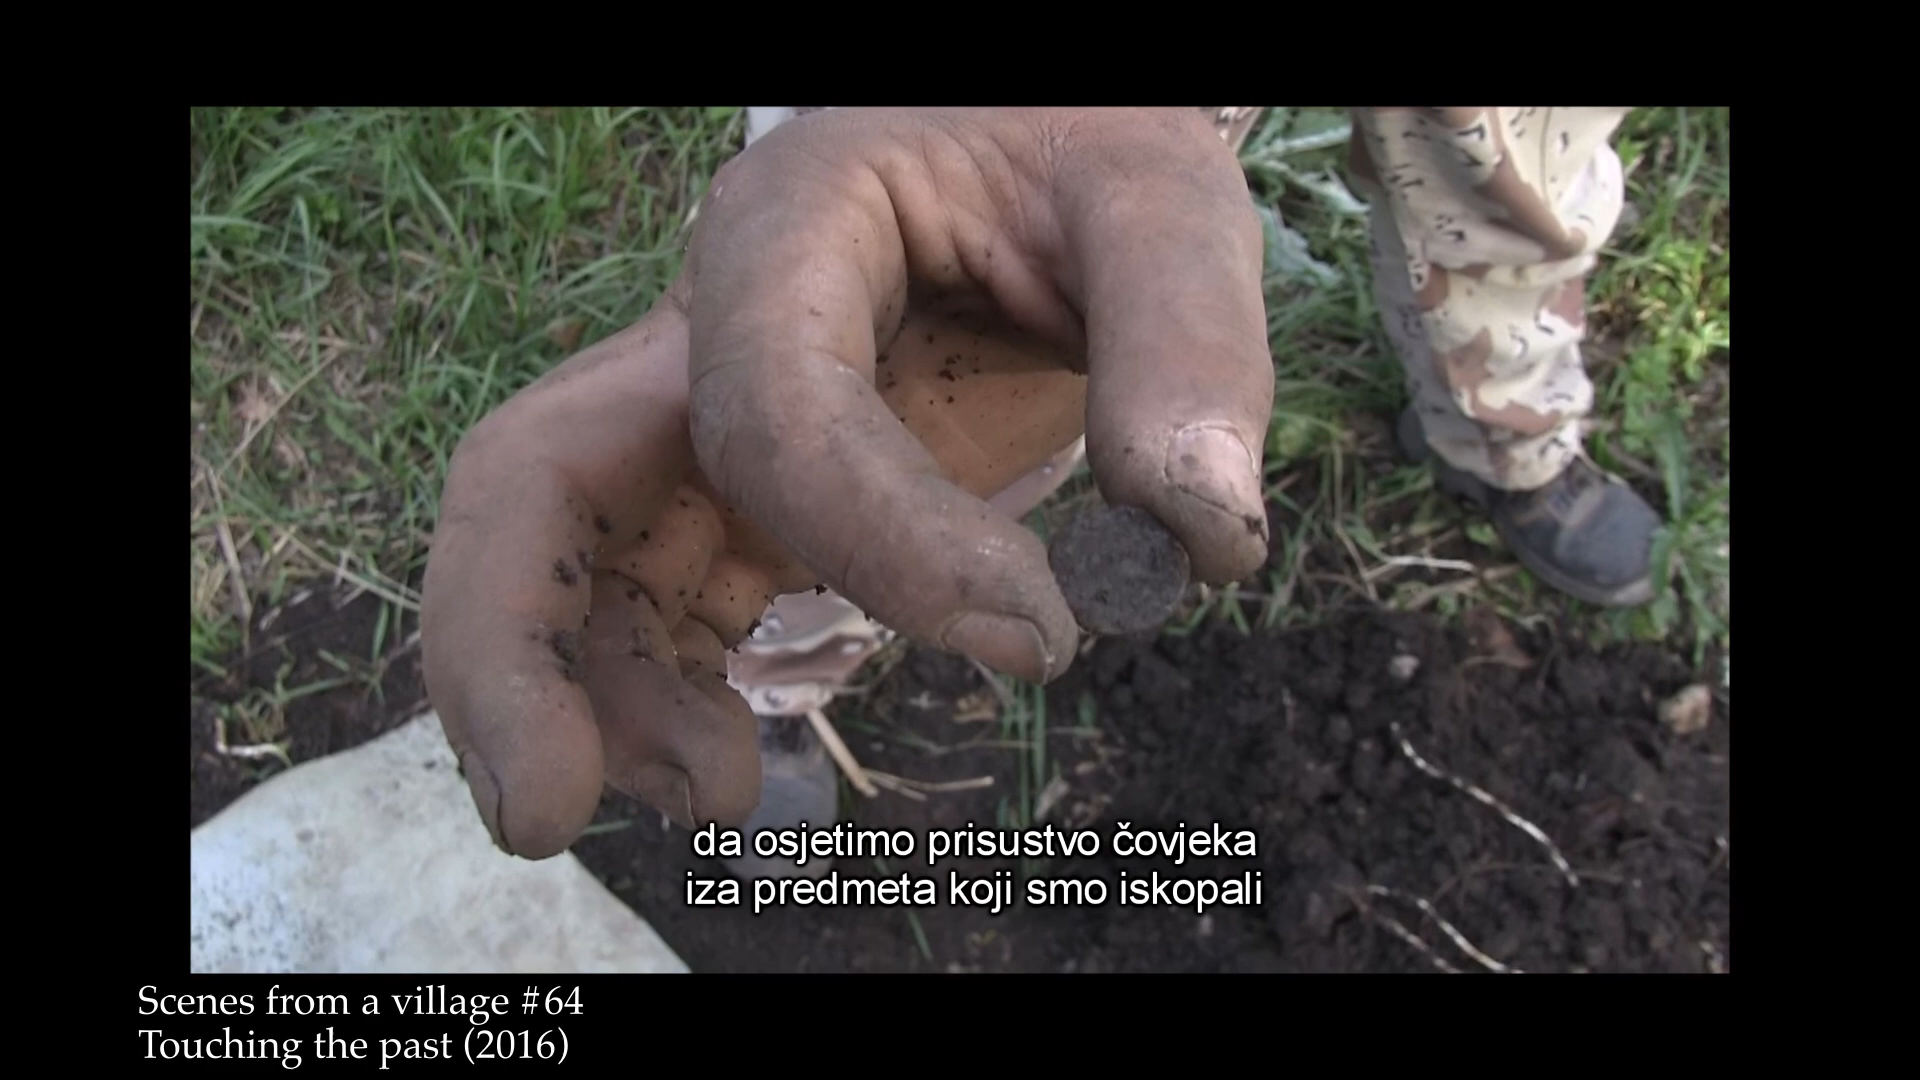 da osjetimo prisustvo čovjeka
iza predmeta koji smo iskopali
Scenes from a village #64
Touching the past (2016)